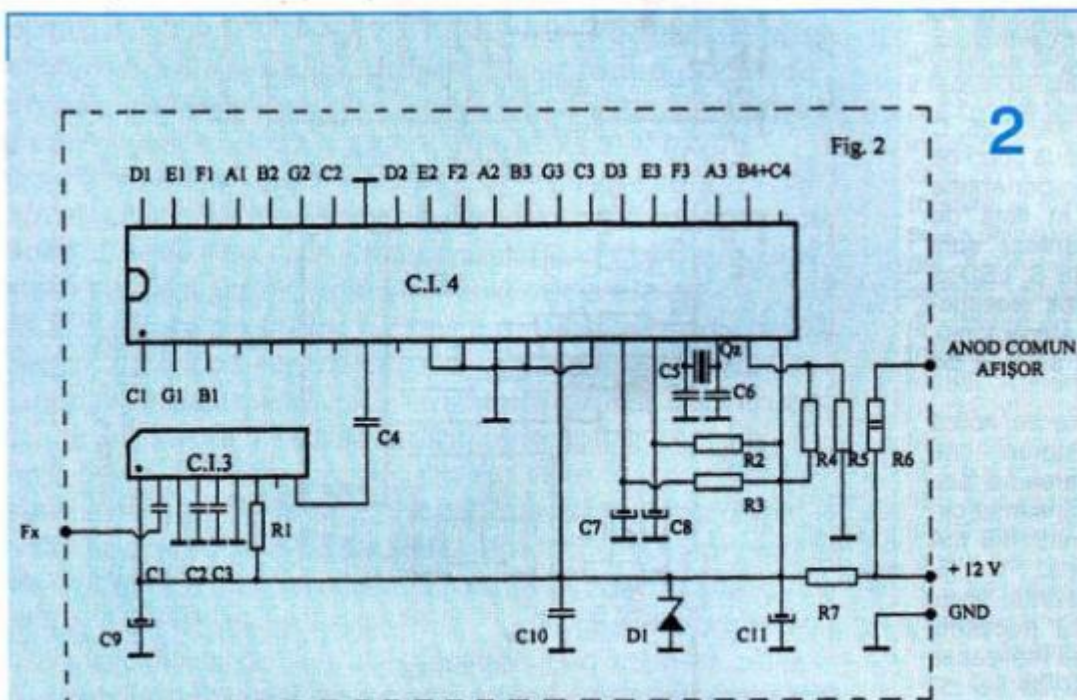 2
Fig. 2
D1 E1 F1 A1 B2 G2 C2 D2 E2 F2 A2 B3 G3 C3 D3 E3 F3 A3 B4+C4
C.I. 4
C1 G1 B1
Qz
C5
C6
ANOD COMUN
AFIŞOR
C4
C.I.3
R2
R4
R5
R6
R3
Fx
R1
C7
C8
C1
C2
C3
+ 12 V
R7
GND
C9
C10
D1
C11